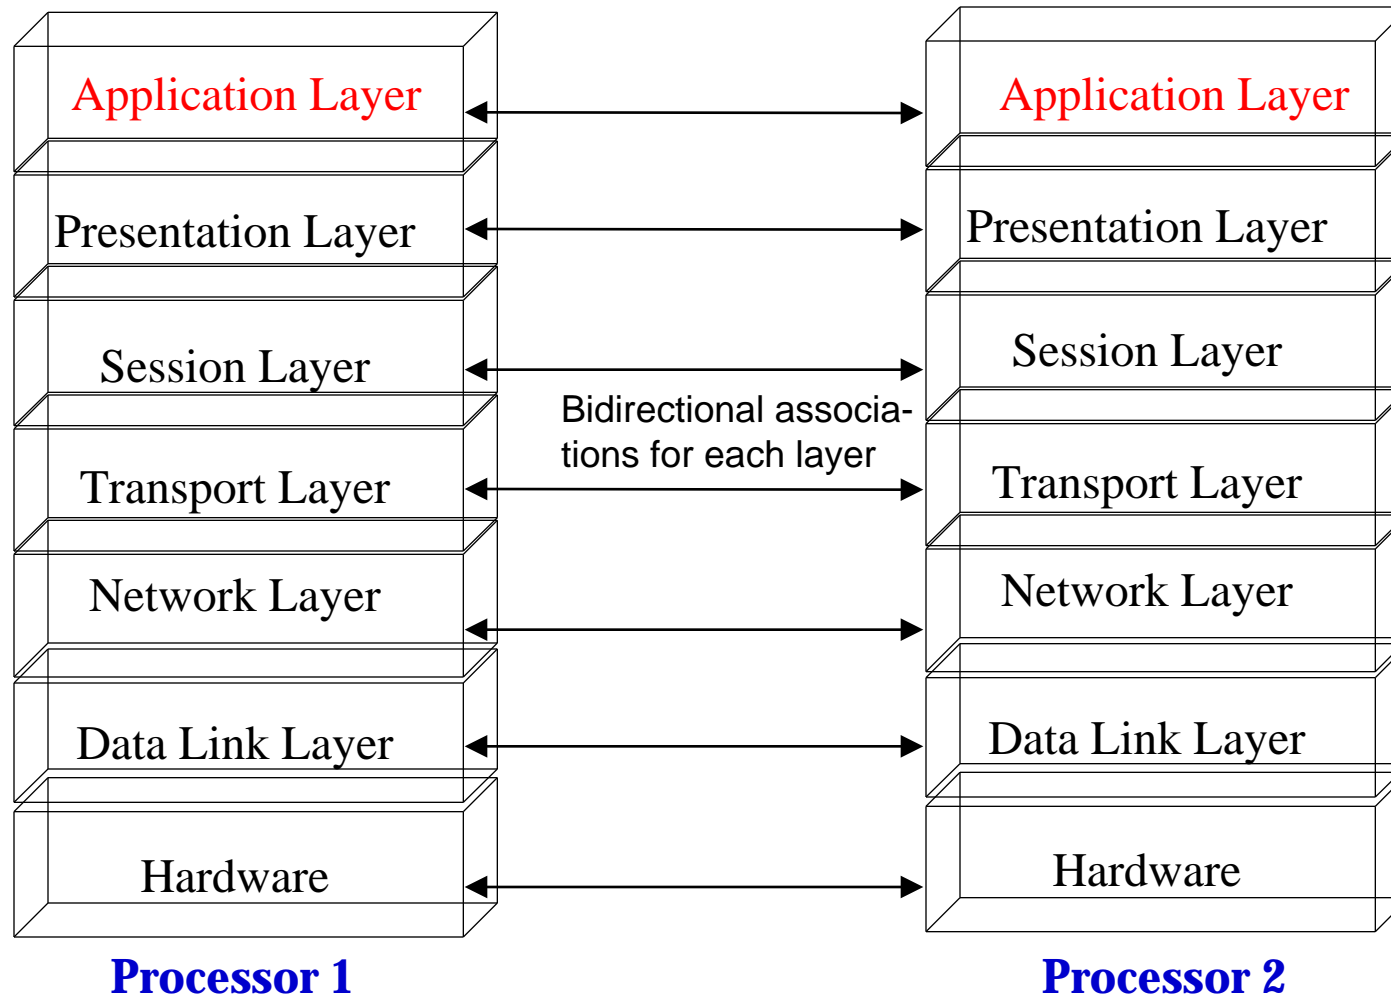 Application Layer
Application Layer
Presentation Layer
Presentation Layer
Session Layer
Session Layer
Bidirectional associa-
tions for each layer
Transport Layer
Transport Layer
Network Layer
Network Layer
Data Link Layer
Data Link Layer
Hardware
Hardware
Processor 1
Processor 2